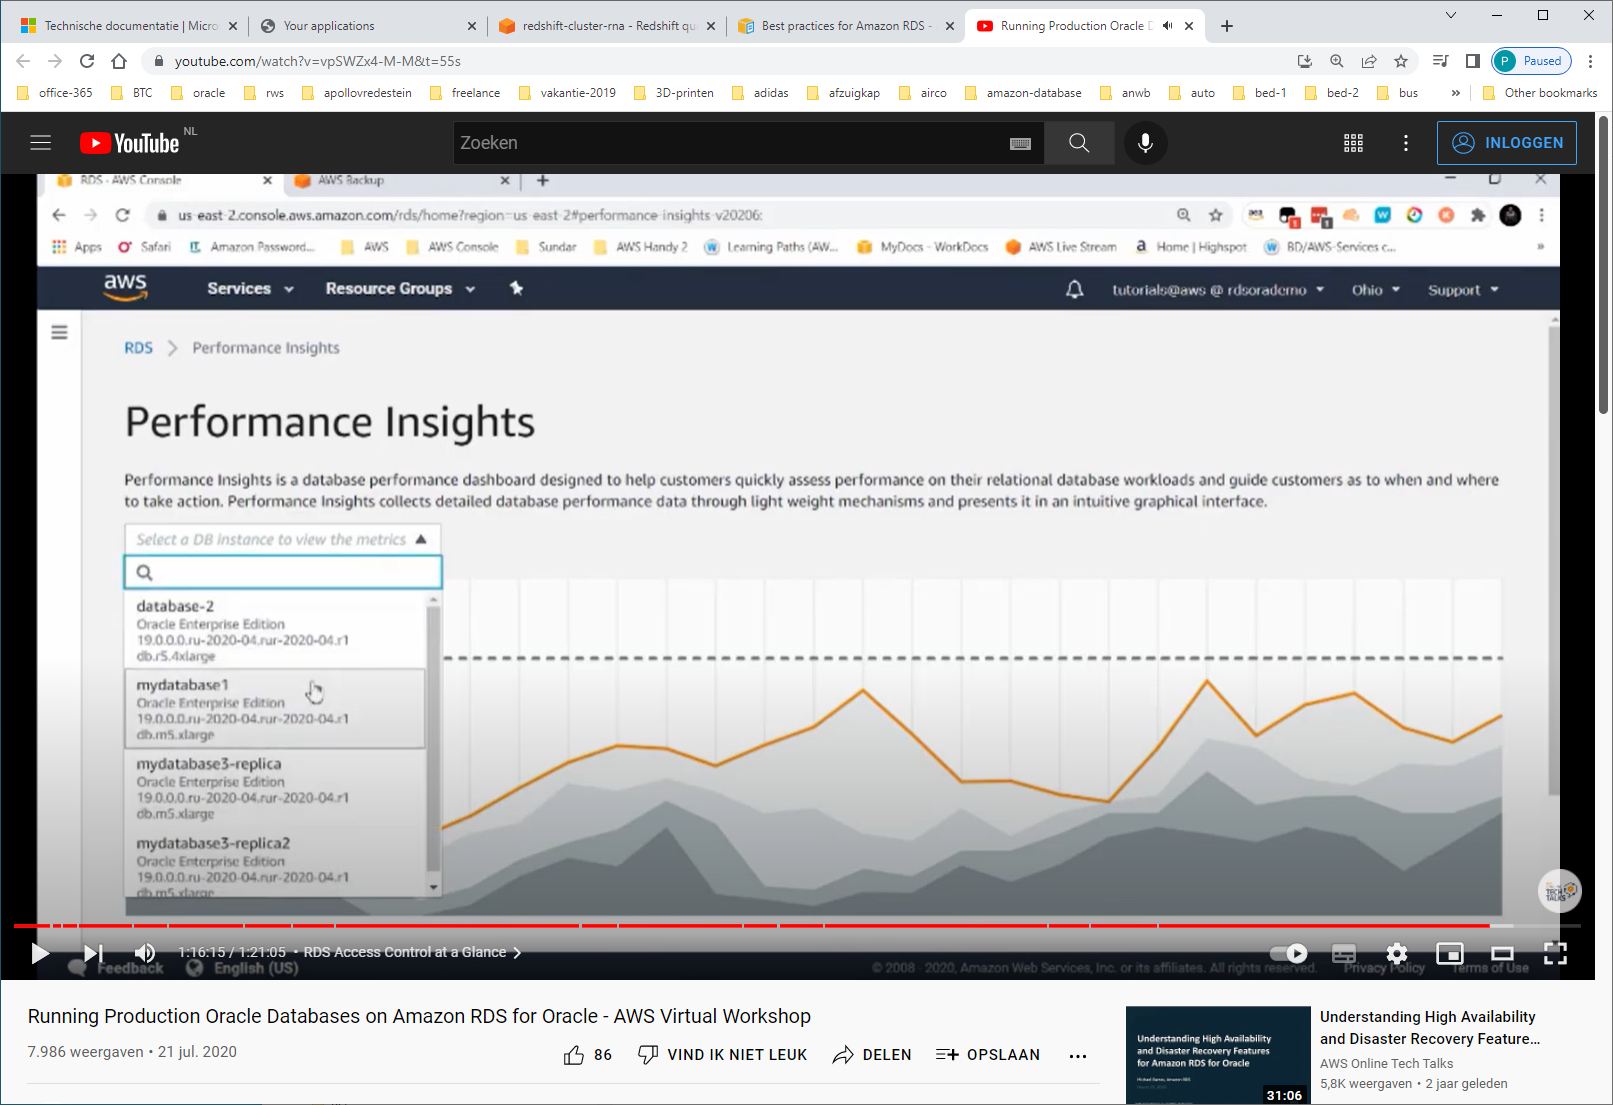 Technische documentatie | Micro
Your applications
redshift-cluster-rna - Redshift qu
Best practices for Amazon RDS -
Running Production Oracle D
youtube.com/watch?v=vpSWZx4-M-M&t=55s
P Paused
office-365 BTC oracle rws apollovredestein freelance vakantie-2019 3D-printen adidas afzuigkap airco amazon-database anwb auto bed-1 bed-2 bus » Other bookmarks
YouTube NL
Zoeken
INLOGGEN
RDS - AWS Console
AWS Backup
us-east-2.console.aws.amazon.com/rds/home?region=us-east-2#performance-insights-v20206:
Apps Safari Amazon Password... AWS AWS Console Sundar AWS Handy 2 Learning Paths (AW... MyDocs - WorkDocs AWS Live Stream Home | Highspot BD/AWS-Services c... »
aws Services Resource Groups tutorials@aws @ rdsorademo Ohio Support
RDS > Performance Insights
Performance Insights
Performance Insights is a database performance dashboard designed to help customers quickly assess performance on their relational database workloads and guide customers as to when and where
to take action. Performance Insights collects detailed database performance data through light weight mechanisms and presents it in an intuitive graphical interface.
Select a DB instance to view the metrics
database-2
Oracle Enterprise Edition
19.0.0.0.ru-2020-04.rur-2020-04.r1
db.r5.4xlarge
mydatabase1
Oracle Enterprise Edition
19.0.0.0.ru-2020-04.rur-2020-04.r1
db.m5.xlarge
mydatabase3-replica
Oracle Enterprise Edition
19.0.0.0.ru-2020-04.rur-2020-04.r1
db.m5.xlarge
mydatabase3-replica2
Oracle Enterprise Edition
19.0.0.0.ru-2020-04.rur-2020-04.r1
db.m5.xlarge
TECH
TALKS
1:16:15 / 1:21:05 • RDS Access Control at a Glance
Feedback English (US)
© 2008 - 2020, Amazon Web Services, Inc. or its affiliates. All rights reserved. Privacy Policy Terms of Use
Running Production Oracle Databases on Amazon RDS for Oracle - AWS Virtual Workshop
7.986 weergaven • 21 jul. 2020
86 VIND IK NIET LEUK DELEN OPSLAAN
Understanding High Availability
and Disaster Recovery Features
for Amazon RDS for Oracle
31:06
Understanding High Availability
and Disaster Recovery Feature...
AWS Online Tech Talks
5,8K weergaven • 2 jaar geleden